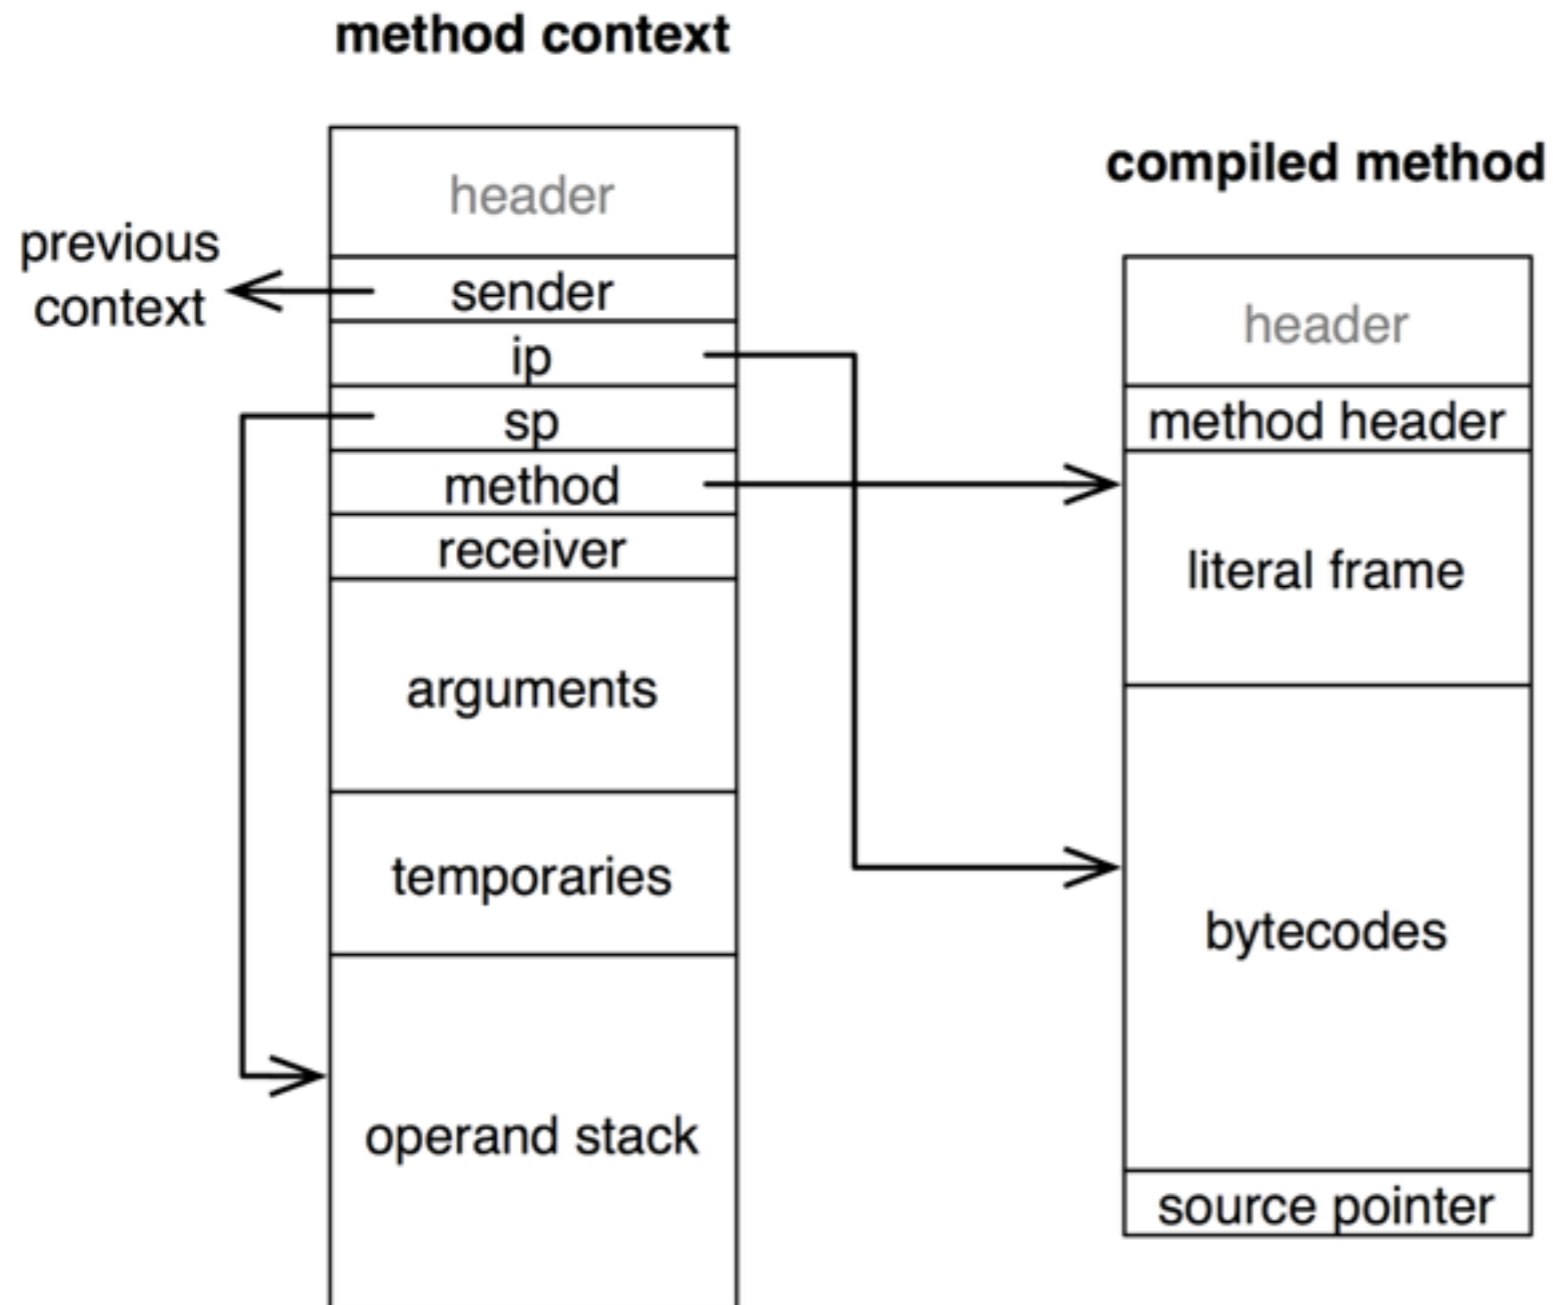 method context
header
previous
context
sender
ip
sp
method
receiver
arguments
temporaries
operand stack
compiled method
header
method header
literal frame
bytecodes
source pointer